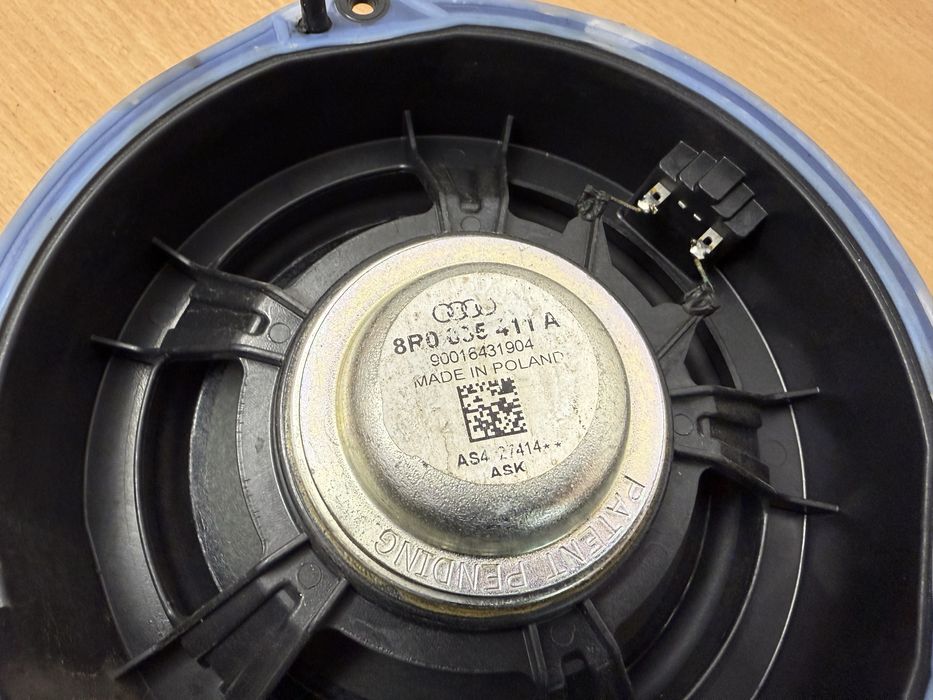 8R0 035 411 A
90016431904
MADE IN POLAND
AS4 27414**
ASK
PATENT PENDING